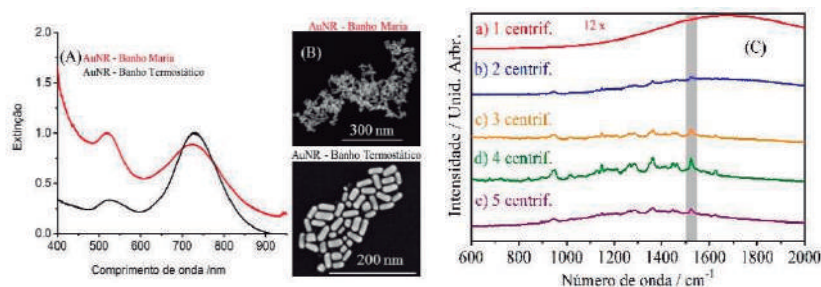 (A)
AuNR - Banho Maria
AuNR - Banho Termostático
Extinção
2.0
1.5
1.0
0.5
0.0
400
500
600
700
800
900
Comprimento de onda /nm
AuNR - Banho Maria
(B)
300 nm
AuNR - Banho Termostático
200 nm
Intensidade / Unid. Arbr.
a) 1 centrif.
12 x
(C)
b) 2 centrif.
c) 3 centrif.
d) 4 centrif.
e) 5 centrif.
600
800
1000
1200
1400
1600
1800
2000
Número de onda / cm⁻¹